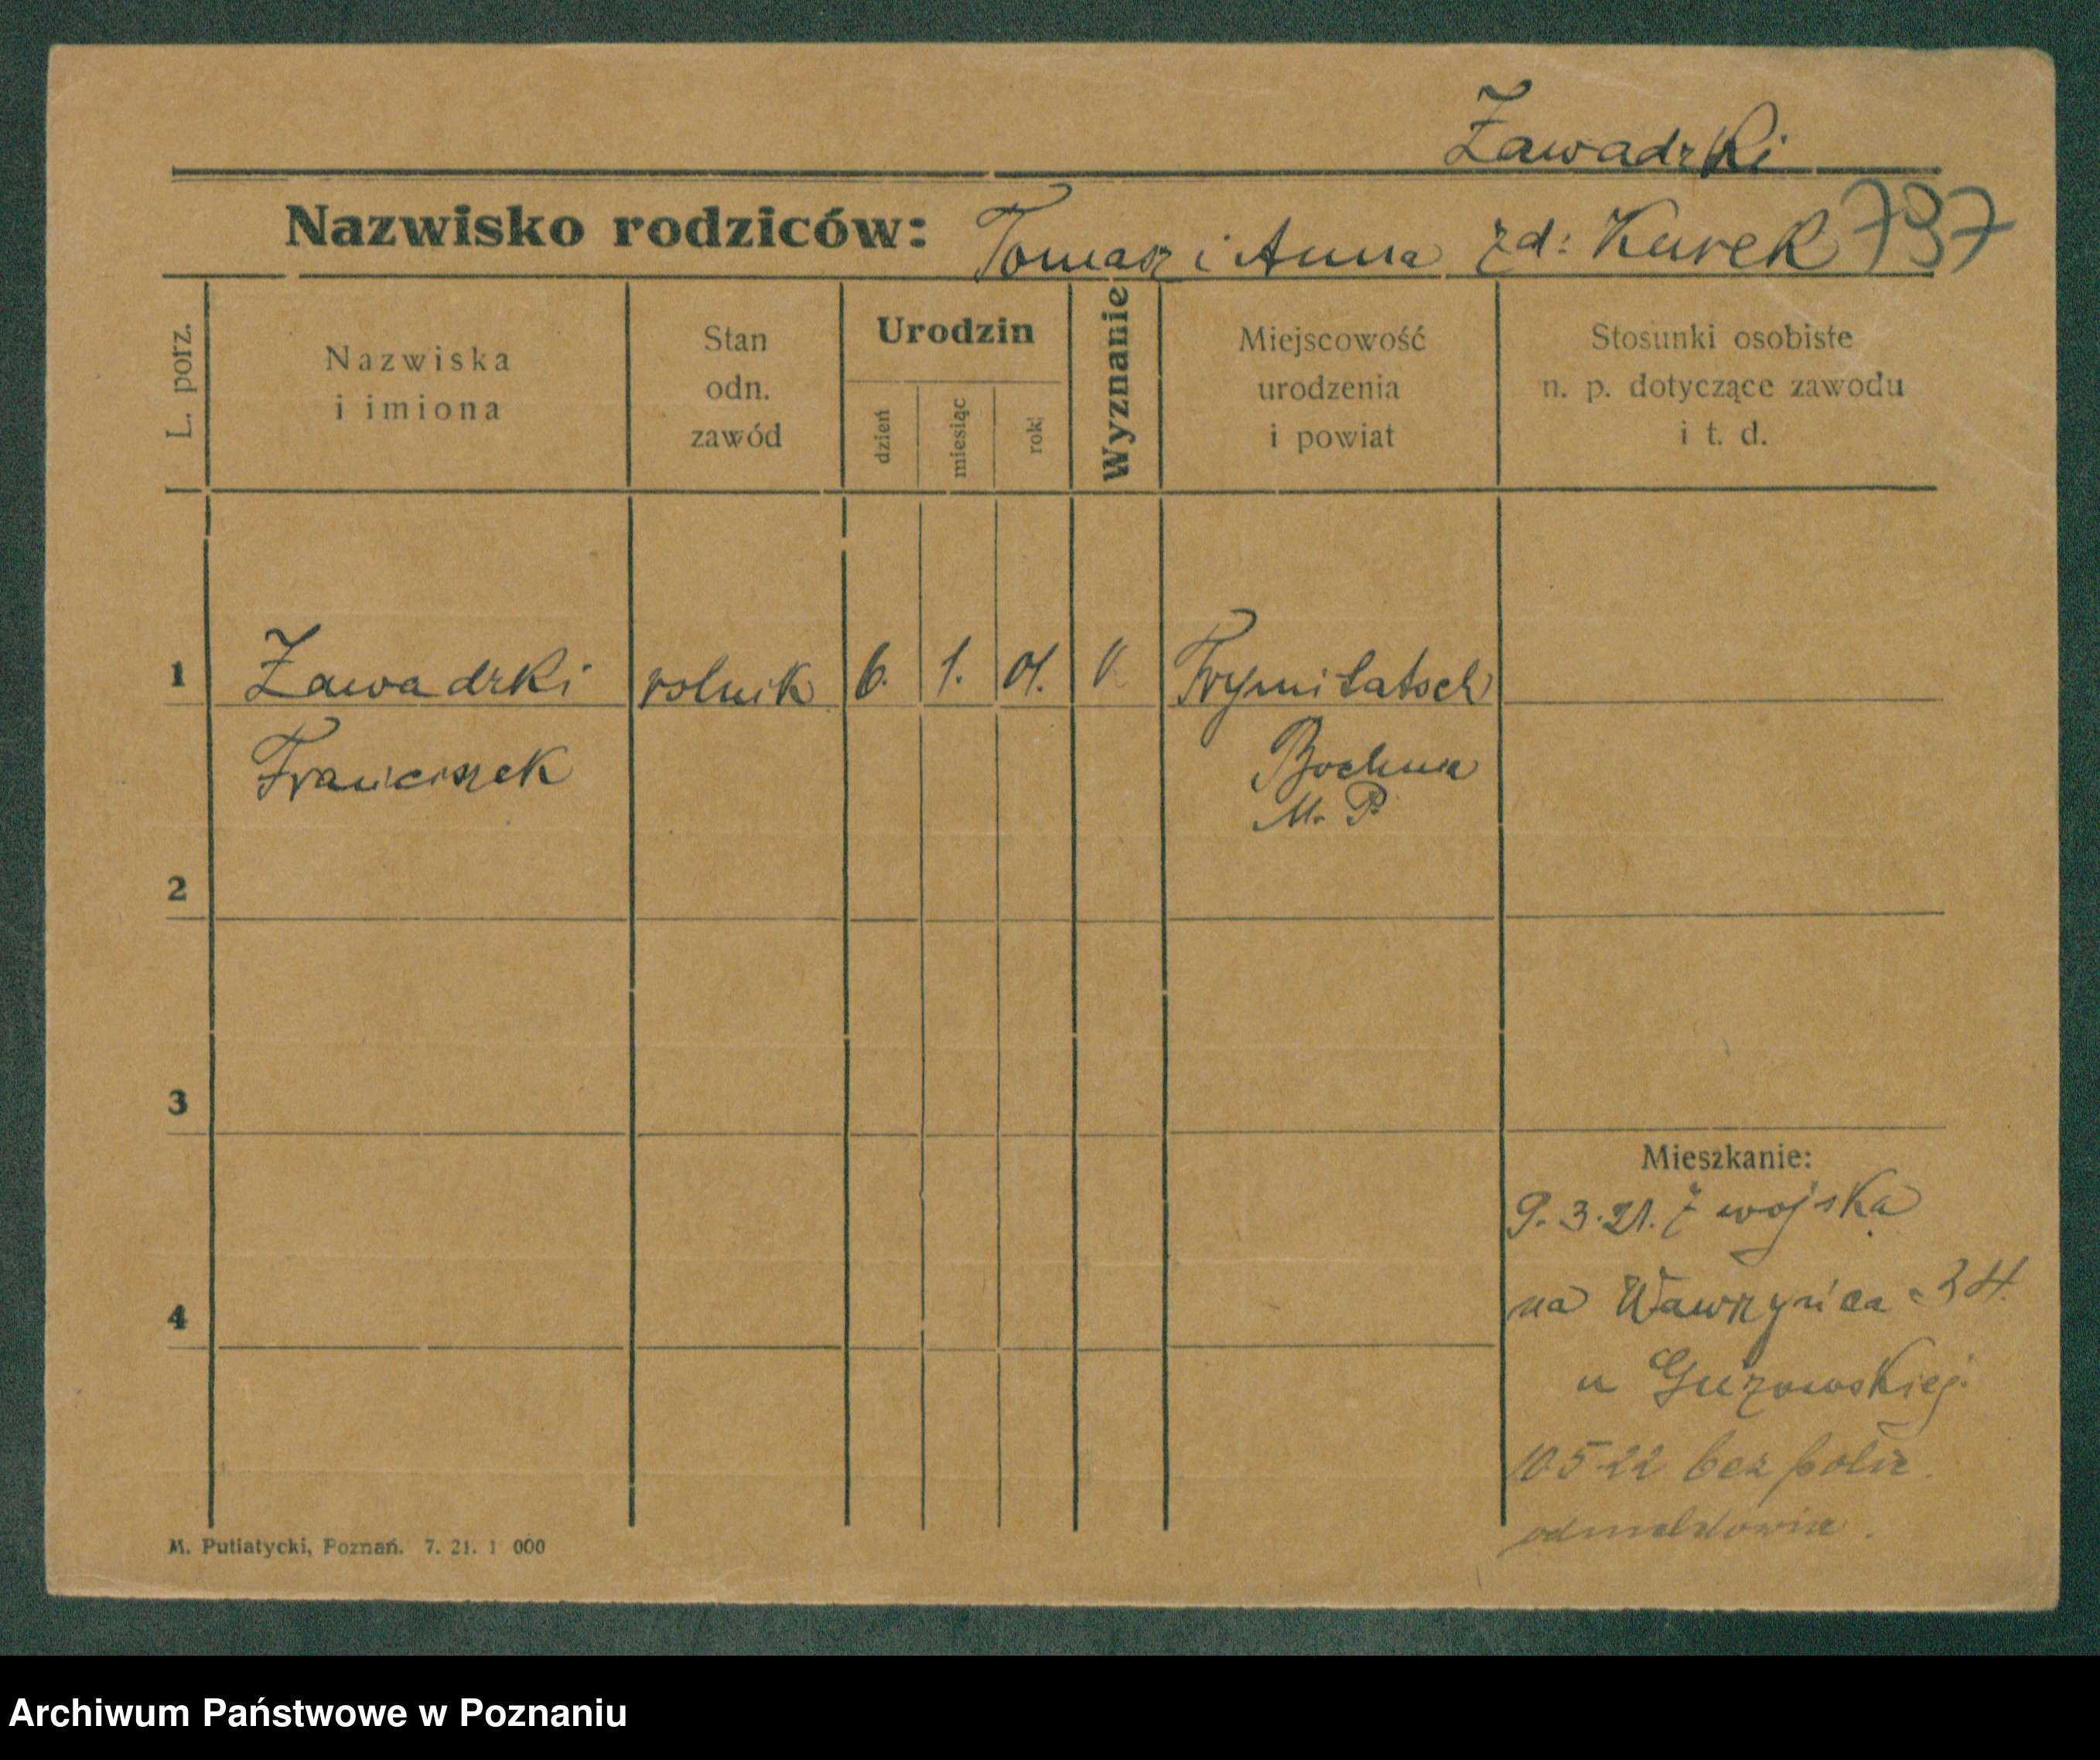 Zawadzki
Nazwisko rodziców: Tomasz i Anna zd: Kurek 797
L. porz.
Nazwiska
i imiona
Stan
odn.
zawód
Urodzin
dzień
miesiąc
rok
Wyznanie
Miejscowość
urodzenia
i powiat
Stosunki osobiste
n. p. dotyczące zawodu
i t. d.
1 Zawadzki rolnik 6. 1. 01. k
Franciszek
Bochnia
M. P.
2
3
4
Mieszkanie:
9. 3. 21. z wojska
na Wawrzyńca 34.
u Guzowskiej.
10 5 22 bez polic.
M. Putiatycki, Poznań. 7. 21. 1 000
Archiwum Państwowe w Poznaniu